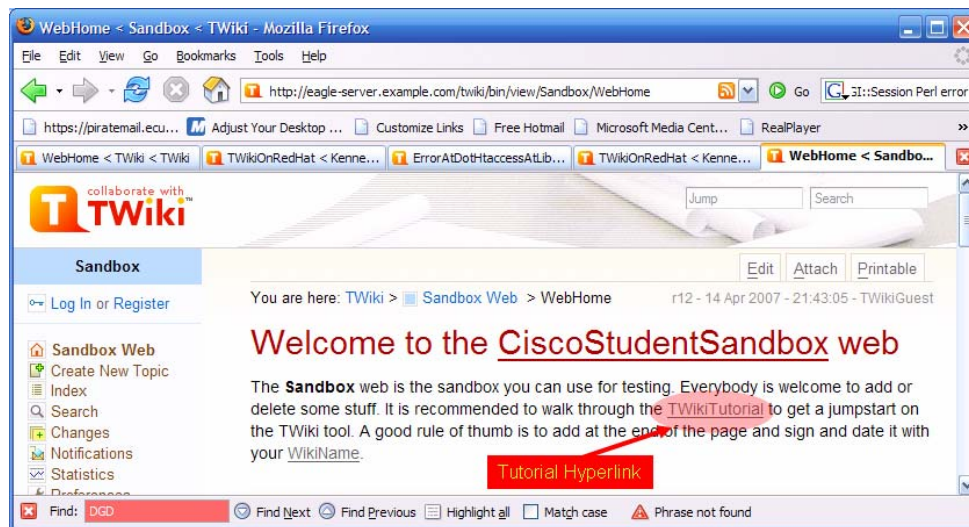 WebHome < Sandbox < TWiki - Mozilla Firefox
File Edit View Go Bookmarks Tools Help
http://eagle-server.example.com/twiki/bin/view/Sandbox/WebHome Go G ::Session Perl error
https://piratemail.ecu... Adjust Your Desktop ... Customize Links Free Hotmail Microsoft Media Cent... RealPlayer »
WebHome < TWiki < TWiki TWikiOnRedHat < Kenne... ErrorAtDotHtaccessAtLib... TWikiOnRedHat < Kenne... WebHome < Sandbo...
collaborate with
TWiki™
Jump Search
Sandbox
Edit Attach Printable
Log In or Register
You are here: TWiki > Sandbox Web > WebHome r12 - 14 Apr 2007 - 21:43:05 - TWikiGuest
Sandbox Web
Create New Topic
Index
Search
Changes
Notifications
Statistics
Preferences
Welcome to the CiscoStudentSandbox web
The Sandbox web is the sandbox you can use for testing. Everybody is welcome to add or
delete some stuff. It is recommended to walk through the TWikiTutorial to get a jumpstart on
the TWiki tool. A good rule of thumb is to add at the end of the page and sign and date it with
your WikiName.
Tutorial Hyperlink
Find: DGD Find Next Find Previous Highlight all Match case Phrase not found